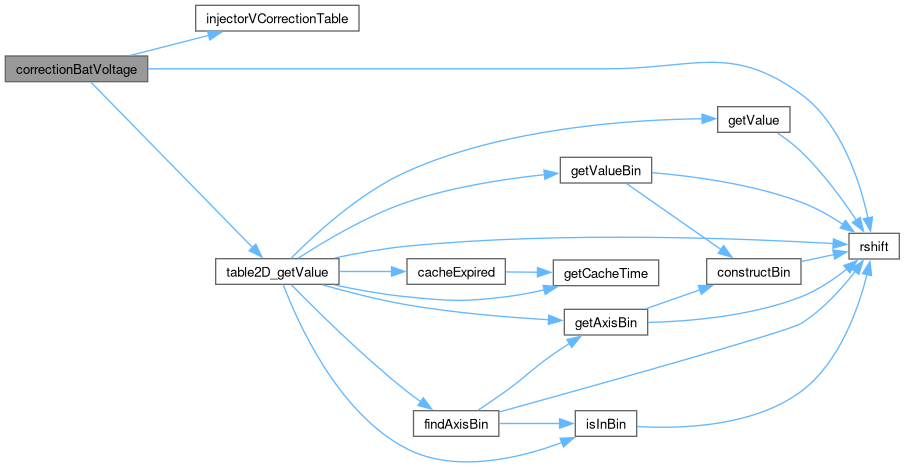 injectorVCorrectionTable
correctionBatVoltage
getValue
getValueBin
rshift
table2D_getValue
cacheExpired
getCacheTime
constructBin
getAxisBin
findAxisBin
isInBin